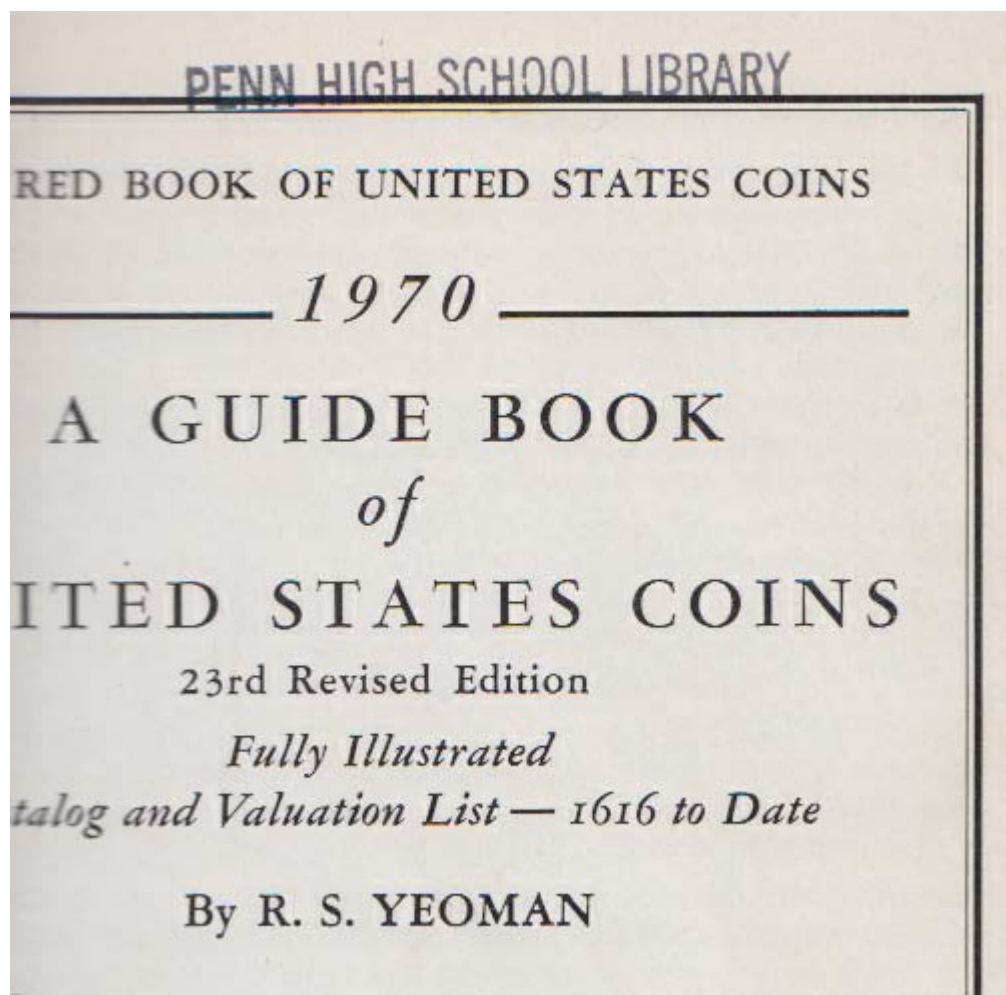 PENN HIGH SCHOOL LIBRARY
RED BOOK OF UNITED STATES COINS
1970
A GUIDE BOOK
of
ITED STATES COINS
23rd Revised Edition
Fully Illustrated
talog and Valuation List — 1616 to Date
By R. S. YEOMAN